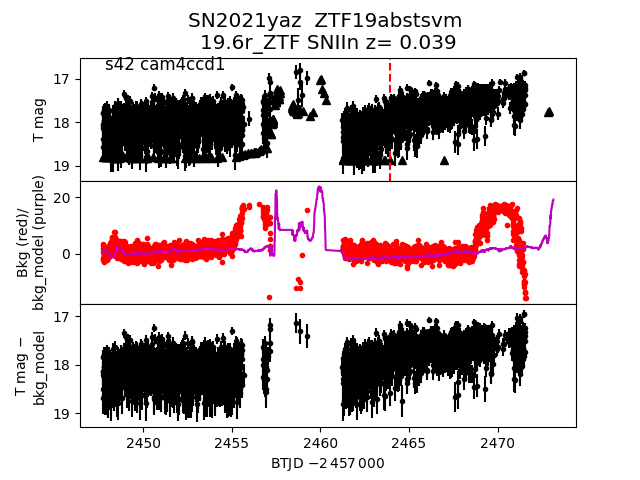 SN2021yaz  ZTF19abstsvm
19.6r_ZTF SNIIn z= 0.039
s42 cam4ccd1
17
18
19
T mag
20
0
Bkg (red)/
bkg_model (purple)
17
18
19
T mag −
bkg_model
2450
2455
2460
2465
2470
BTJD −2 457 000